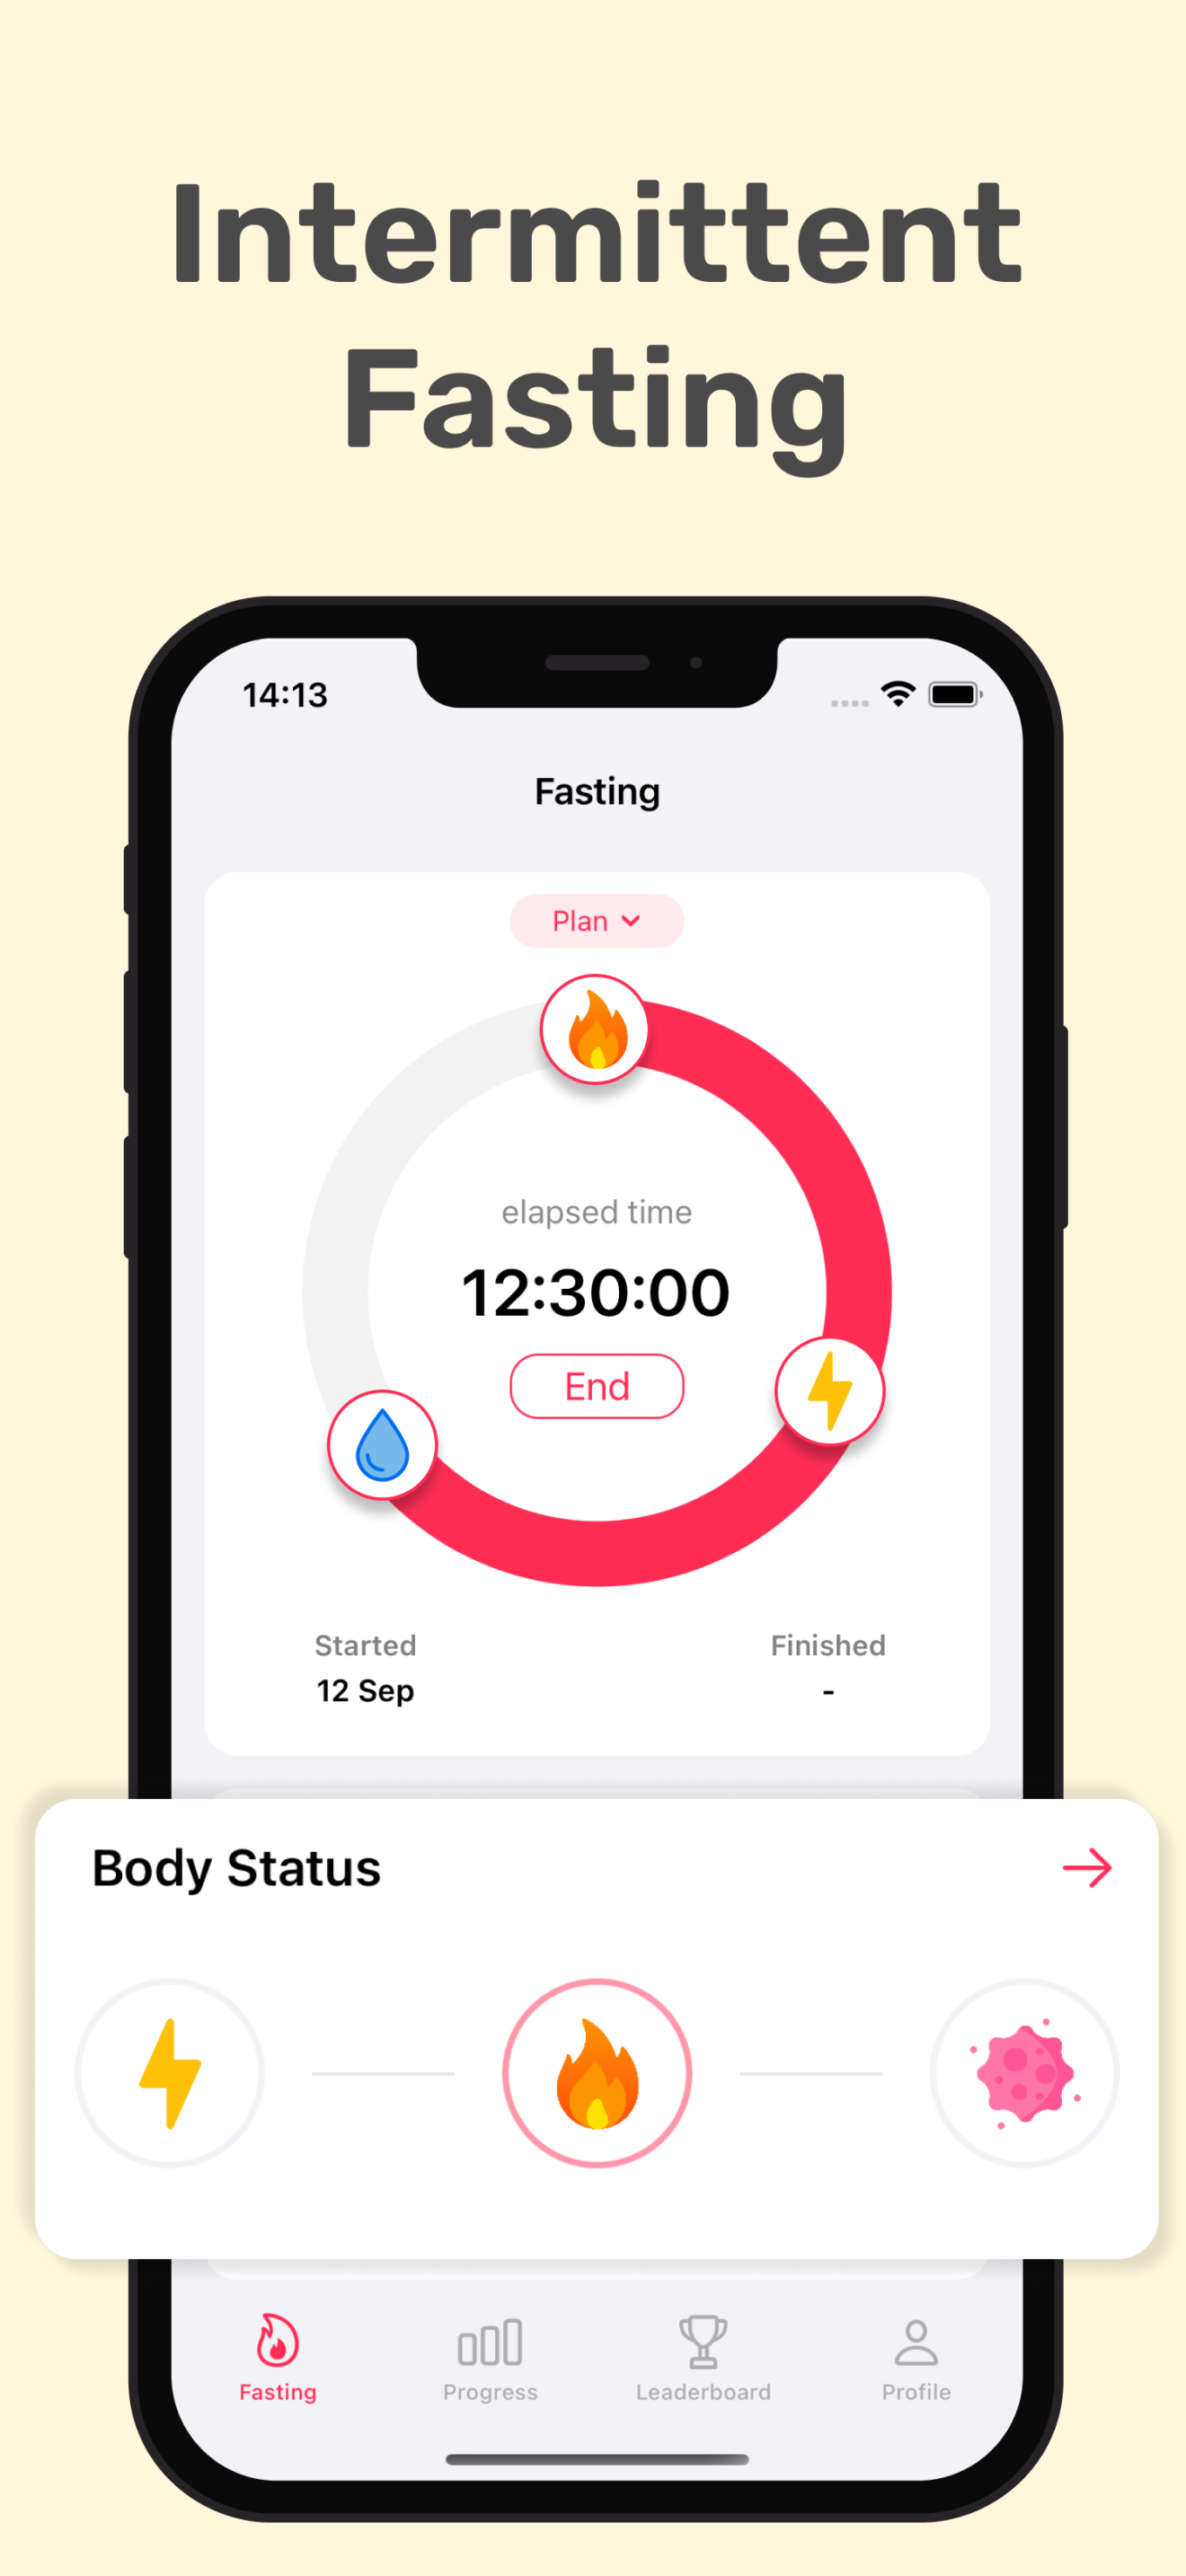 Intermittent
Fasting
14:13
Fasting
Plan
elapsed time
12:30:00
End
Started
Finished
12 Sep
-
Body Status
Fasting
Progress
Leaderboard
Profile